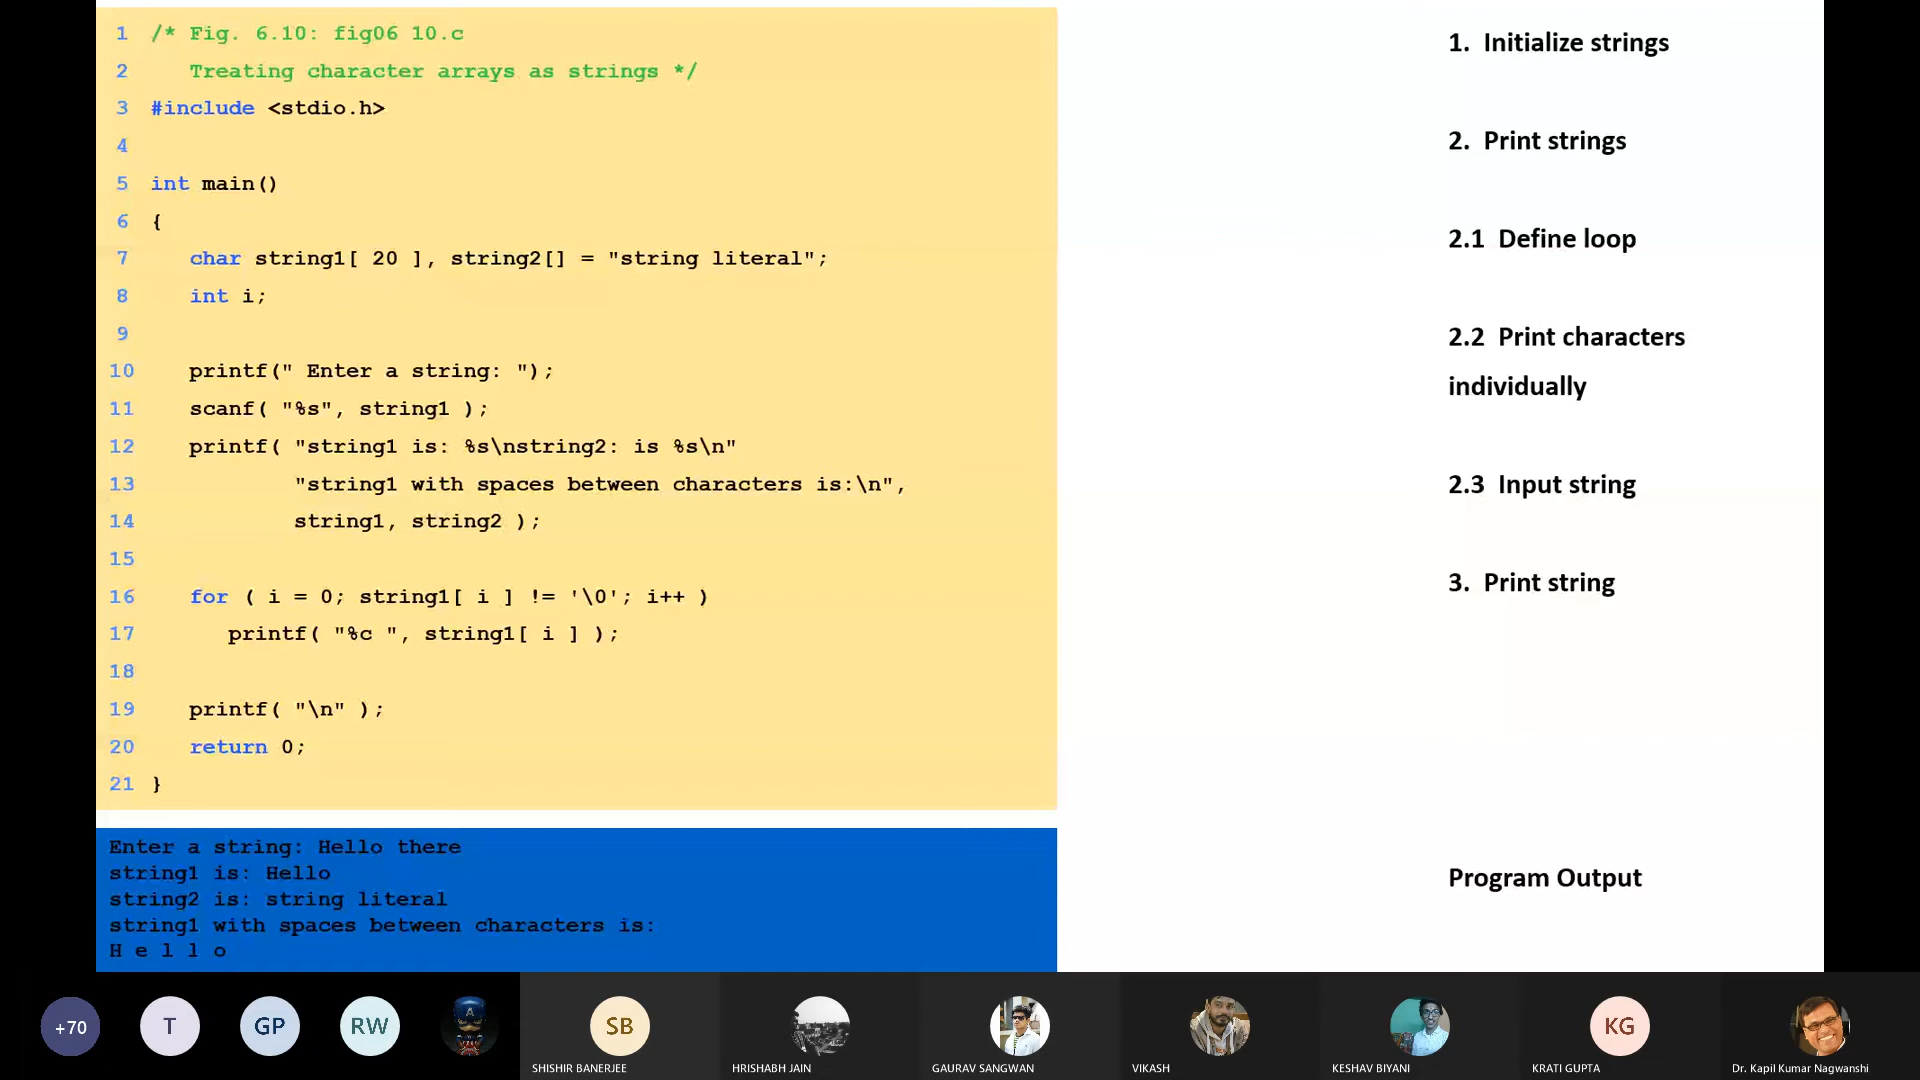 1 /* Fig. 6.10: fig06 10.c
2 Treating character arrays as strings */
3 #include <stdio.h>
4
5 int main()
6 {
7 char string1[ 20 ], string2[] = "string literal";
8 int i;
9
10 printf(" Enter a string: ");
11 scanf( "%s", string1 );
12 printf( "string1 is: %s\nstring2: is %s\n"
13 "string1 with spaces between characters is:\n",
14 string1, string2 );
15
16 for ( i = 0; string1[ i ] != '\0'; i++ )
17 printf( "%c ", string1[ i ] );
18
19 printf( "\n" );
20 return 0;
21 }
Enter a string: Hello there
string1 is: Hello
string2 is: string literal
string1 with spaces between characters is:
H e l l o
1. Initialize strings
2. Print strings
2.1 Define loop
2.2 Print characters
individually
2.3 Input string
3. Print string
Program Output
+70
T
GP
RW
A
SB
KG
SHISHIR BANERJEE
HRISHABH JAIN
GAURAV SANGWAN
VIKASH
KESHAV BIYANI
KRATI GUPTA
Dr. Kapil Kumar Nagwanshi